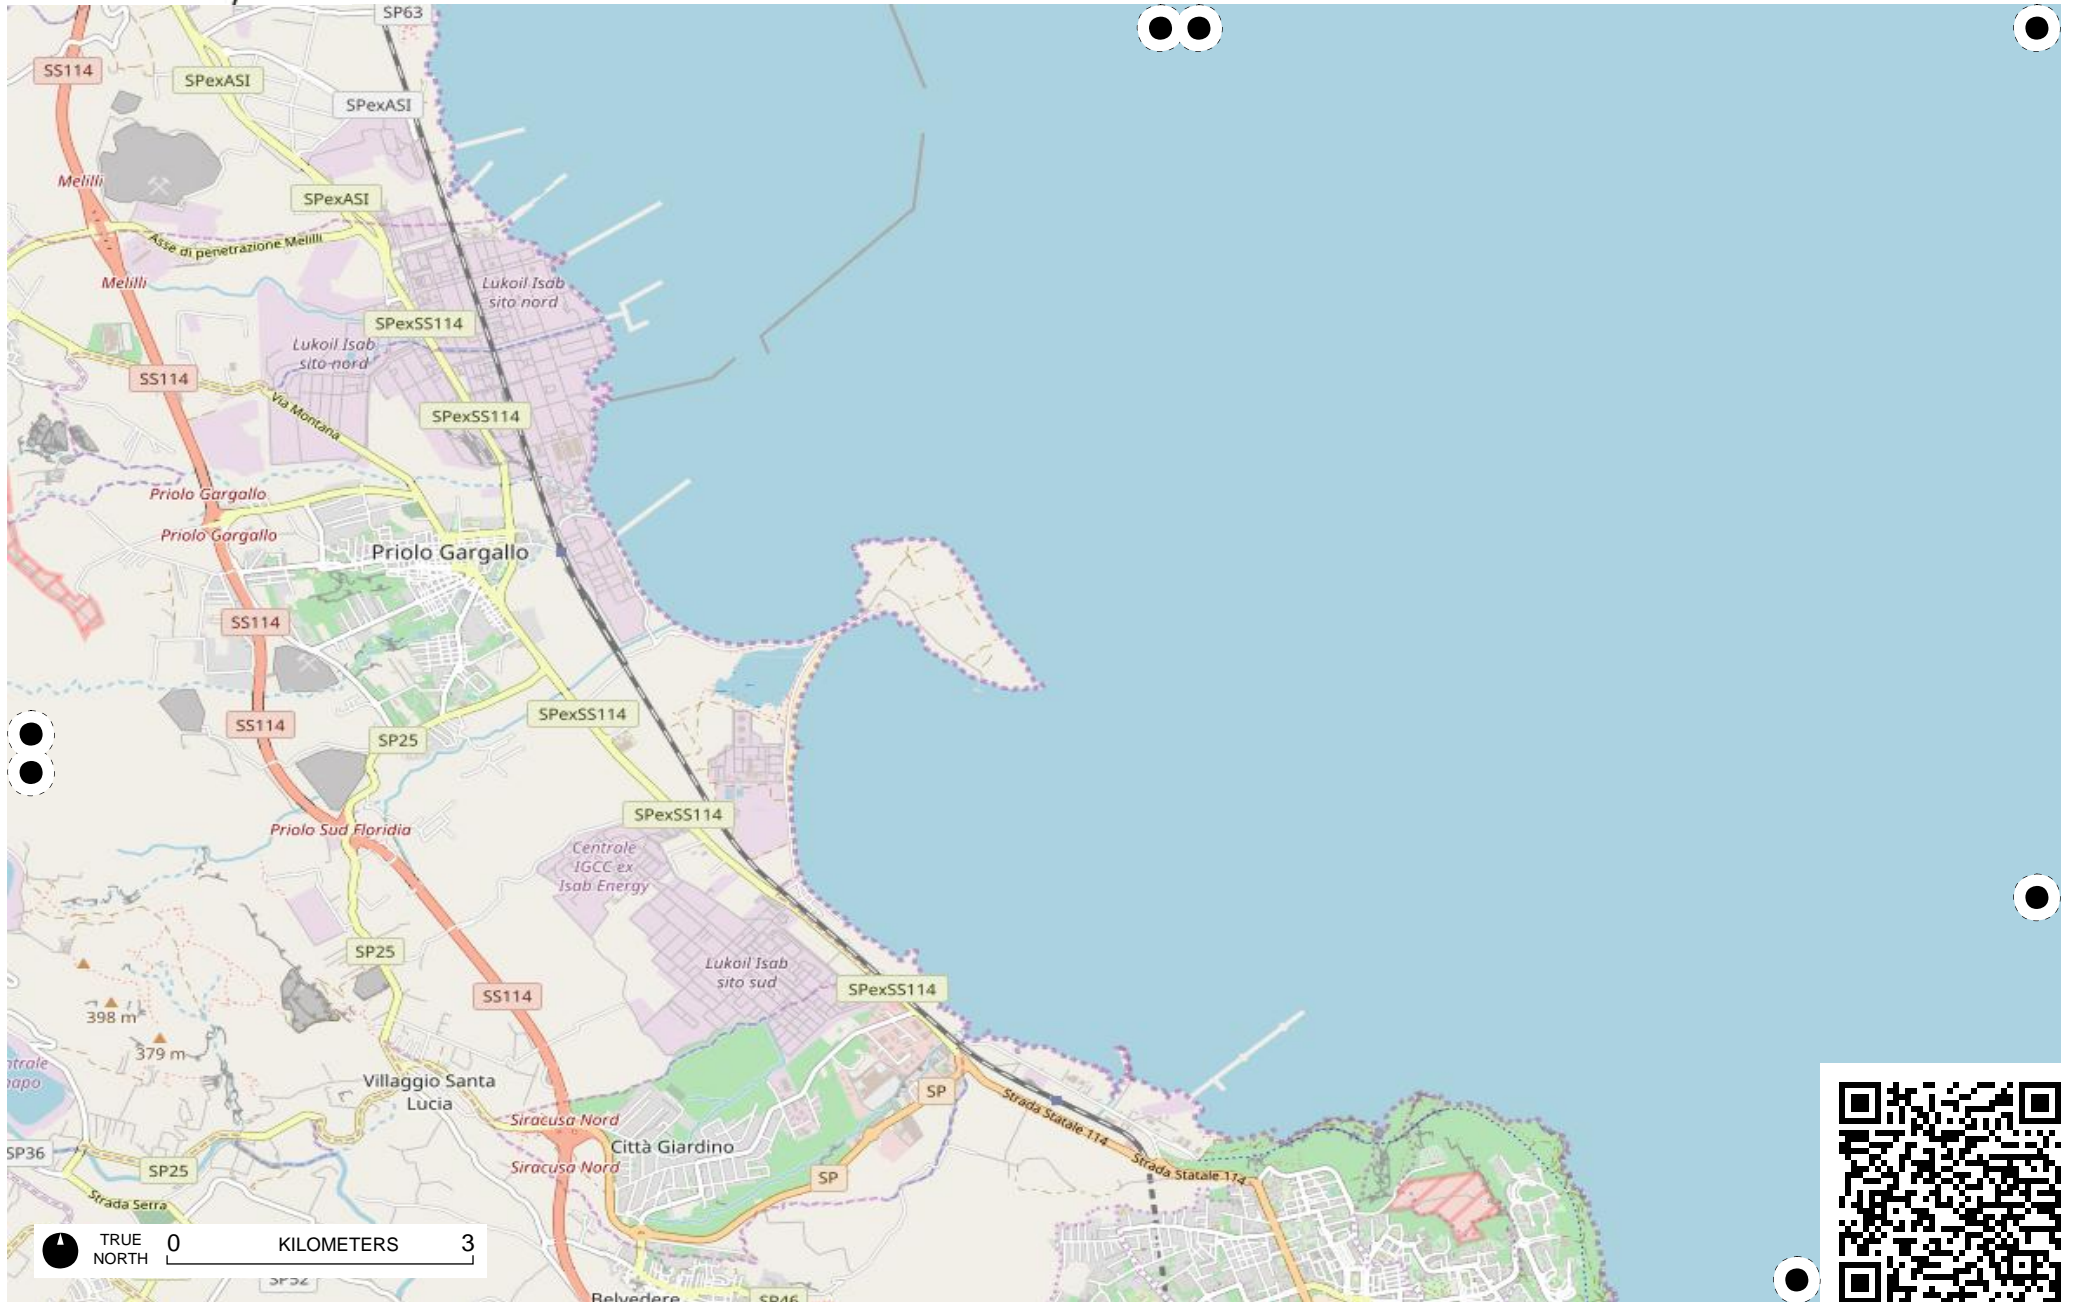 SP63
SS114
SPexASI
SPexASI
Melilli
SPexASI
Asse di penetrazione Melilli
Melilli
Lukoil Isab
sito nord
SPexSS114
Lukoil Isab
sito nord
SS114
Via Montana
SPexSS114
Priolo Gargallo
Priolo Gargallo
Priolo Gargallo
SS114
SPexSS114
SS114
SP25
SPexSS114
Priolo Sud Floridia
Centrale
IGCC ex
Isab Energy
SP25
Lukoil Isab
sito sud
SPexSS114
SS114
398 m
379 m
ntrale
napo
Villaggio Santa
Lucia
SP
Strada Statale 114
Siracusa Nord
Città Giardino
SP36
SP25
Siracusa Nord
SP
Strada Statale 114
Strada Serra
TRUE
NORTH
0 KILOMETERS 3
SP52
Belvedere
SP46